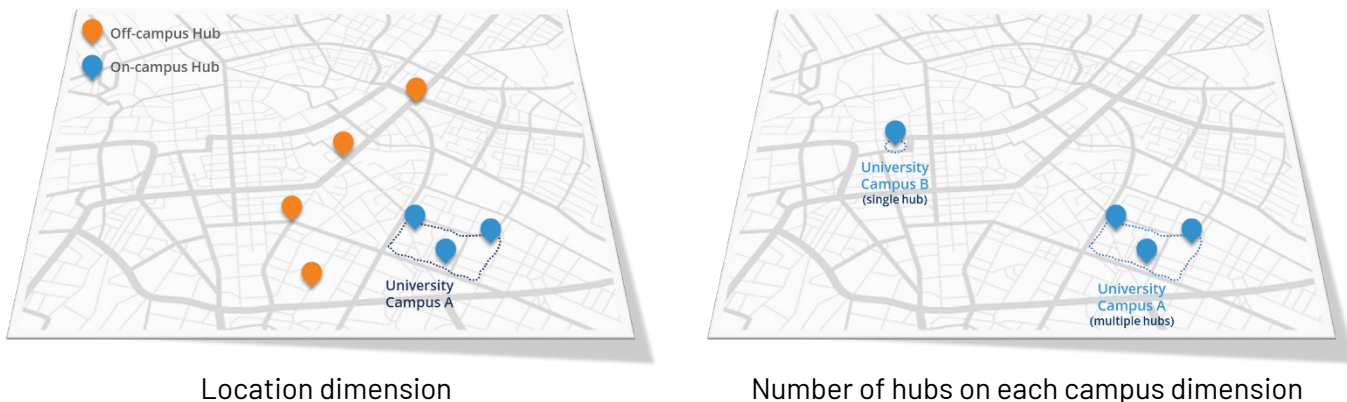 Off-campus Hub
On-campus Hub
University
Campus A
Location dimension
University
Campus B
(single hub)
University
Campus A
(multiple hubs)
Number of hubs on each campus dimension